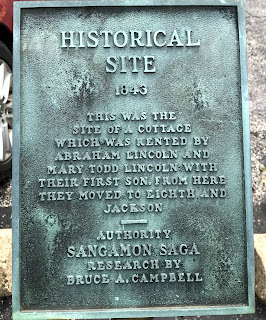 HISTORICAL
SITE
1843
THIS WAS THE
SITE OF A COTTAGE
WHICH WAS RENTED BY
ABRAHAM LINCOLN AND
MARY TODD LINCOLN WITH
THEIR FIRST SON. FROM HERE
THEY MOVED TO EIGHTH AND
JACKSON
AUTHORITY
SANGAMON SAGA
RESEARCH BY
BRUCE A. CAMPBELL